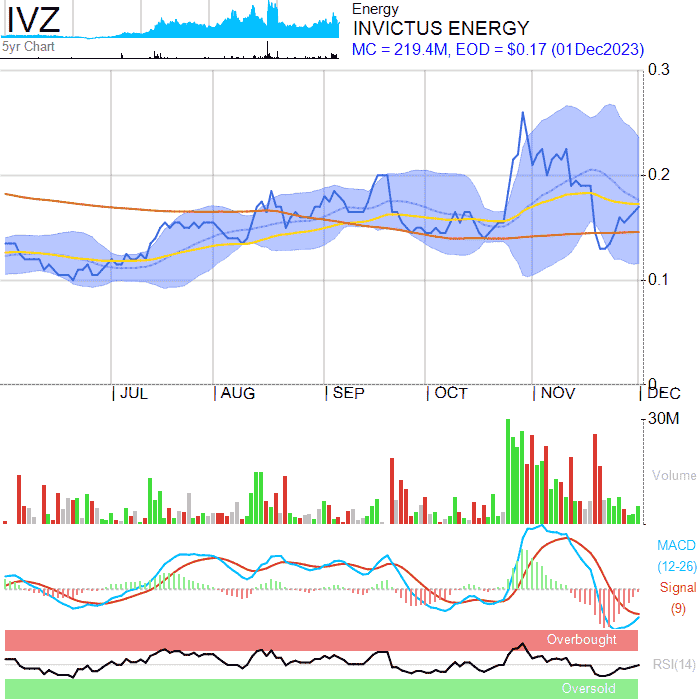 IVZ
5yr Chart
Energy
INVICTUS ENERGY
MC = 219.4M, EOD = $0.17 (01Dec2023)
0.3
0.2
0.1
0
JUL
AUG
SEP
OCT
NOV
DEC
30M
Volume
MACD
(12-26)
Signal
(9)
Overbought
RSI(14)
Oversold